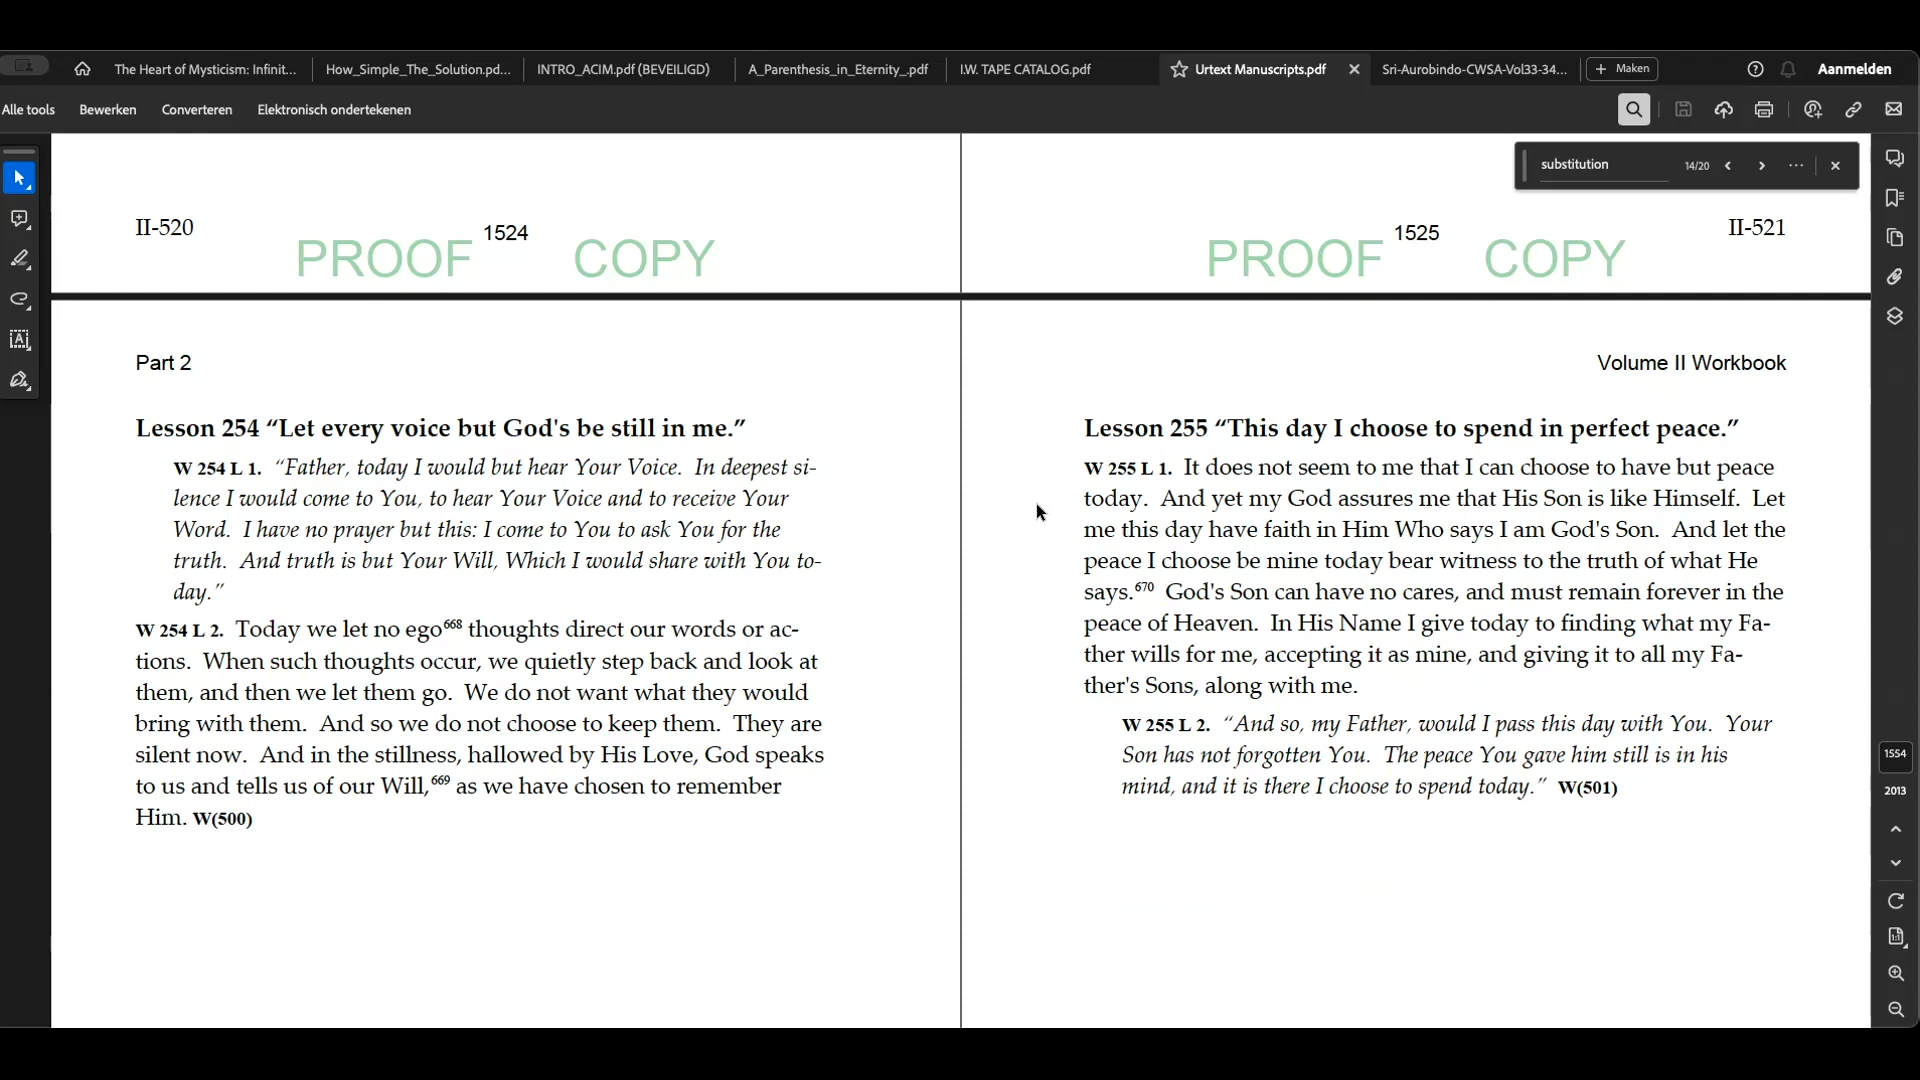 The Heart of Mysticism: Infinit...
How_Simple_The_Solution.pd...
INTRO_ACIM.pdf (BEVEILIGD)
A_Parenthesis_in_Eternity_.pdf
I.W. TAPE CATALOG.pdf
Urtext Manuscripts.pdf
Sri-Aurobindo-CWSA-Vol33-34...
Maken
Aanmelden
Alle tools
Bewerken
Converteren
Elektronisch ondertekenen
substitution
14/20
II-520
1524
PROOF COPY
1525
PROOF COPY
II-521
Part 2
Lesson 254 “Let every voice but God's be still in me.”
W 254 L 1. “Father, today I would but hear Your Voice. In deepest si-
lence I would come to You, to hear Your Voice and to receive Your
Word. I have no prayer but this: I come to You to ask You for the
truth. And truth is but Your Will, Which I would share with You to-
day.”
W 254 L 2. Today we let no ego668 thoughts direct our words or ac-
tions. When such thoughts occur, we quietly step back and look at
them, and then we let them go. We do not want what they would
bring with them. And so we do not choose to keep them. They are
silent now. And in the stillness, hallowed by His Love, God speaks
to us and tells us of our Will,669 as we have chosen to remember
Him. W(500)
Volume II Workbook
Lesson 255 “This day I choose to spend in perfect peace.”
W 255 L 1. It does not seem to me that I can choose to have but peace
today. And yet my God assures me that His Son is like Himself. Let
me this day have faith in Him Who says I am God's Son. And let the
peace I choose be mine today bear witness to the truth of what He
says.670 God's Son can have no cares, and must remain forever in the
peace of Heaven. In His Name I give today to finding what my Fa-
ther wills for me, accepting it as mine, and giving it to all my Fa-
ther's Sons, along with me.
W 255 L 2. “And so, my Father, would I pass this day with You. Your
Son has not forgotten You. The peace You gave him still is in his
mind, and it is there I choose to spend today.” W(501)
1554
2013